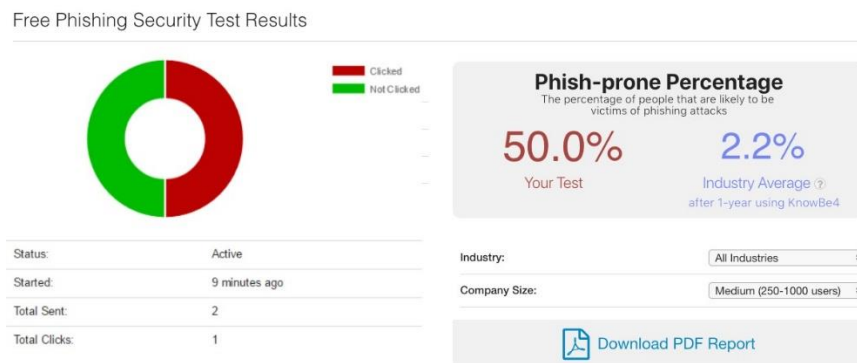 Free Phishing Security Test Results
Clicked
Not Clicked
Status: Active
Started: 9 minutes ago
Total Sent: 2
Total Clicks: 1
Phish-prone Percentage
The percentage of people that are likely to be
victims of phishing attacks
50.0% 2.2%
Your Test Industry Average ?
after 1-year using KnowBe4
Industry: All Industries
Company Size: Medium (250-1000 users)
Download PDF Report